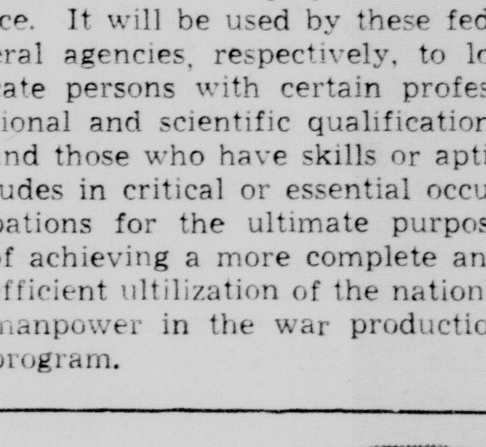 ce. It will be used by these fed
eral agencies, respectively, to lo
ate persons with certain profes
ional and scientific qualification
nd those who have skills or apti
udes in critical or essential occu
pations for the ultimate purpos
f achieving a more complete an
fficient ultilization of the nation
manpower in the war productio
program.